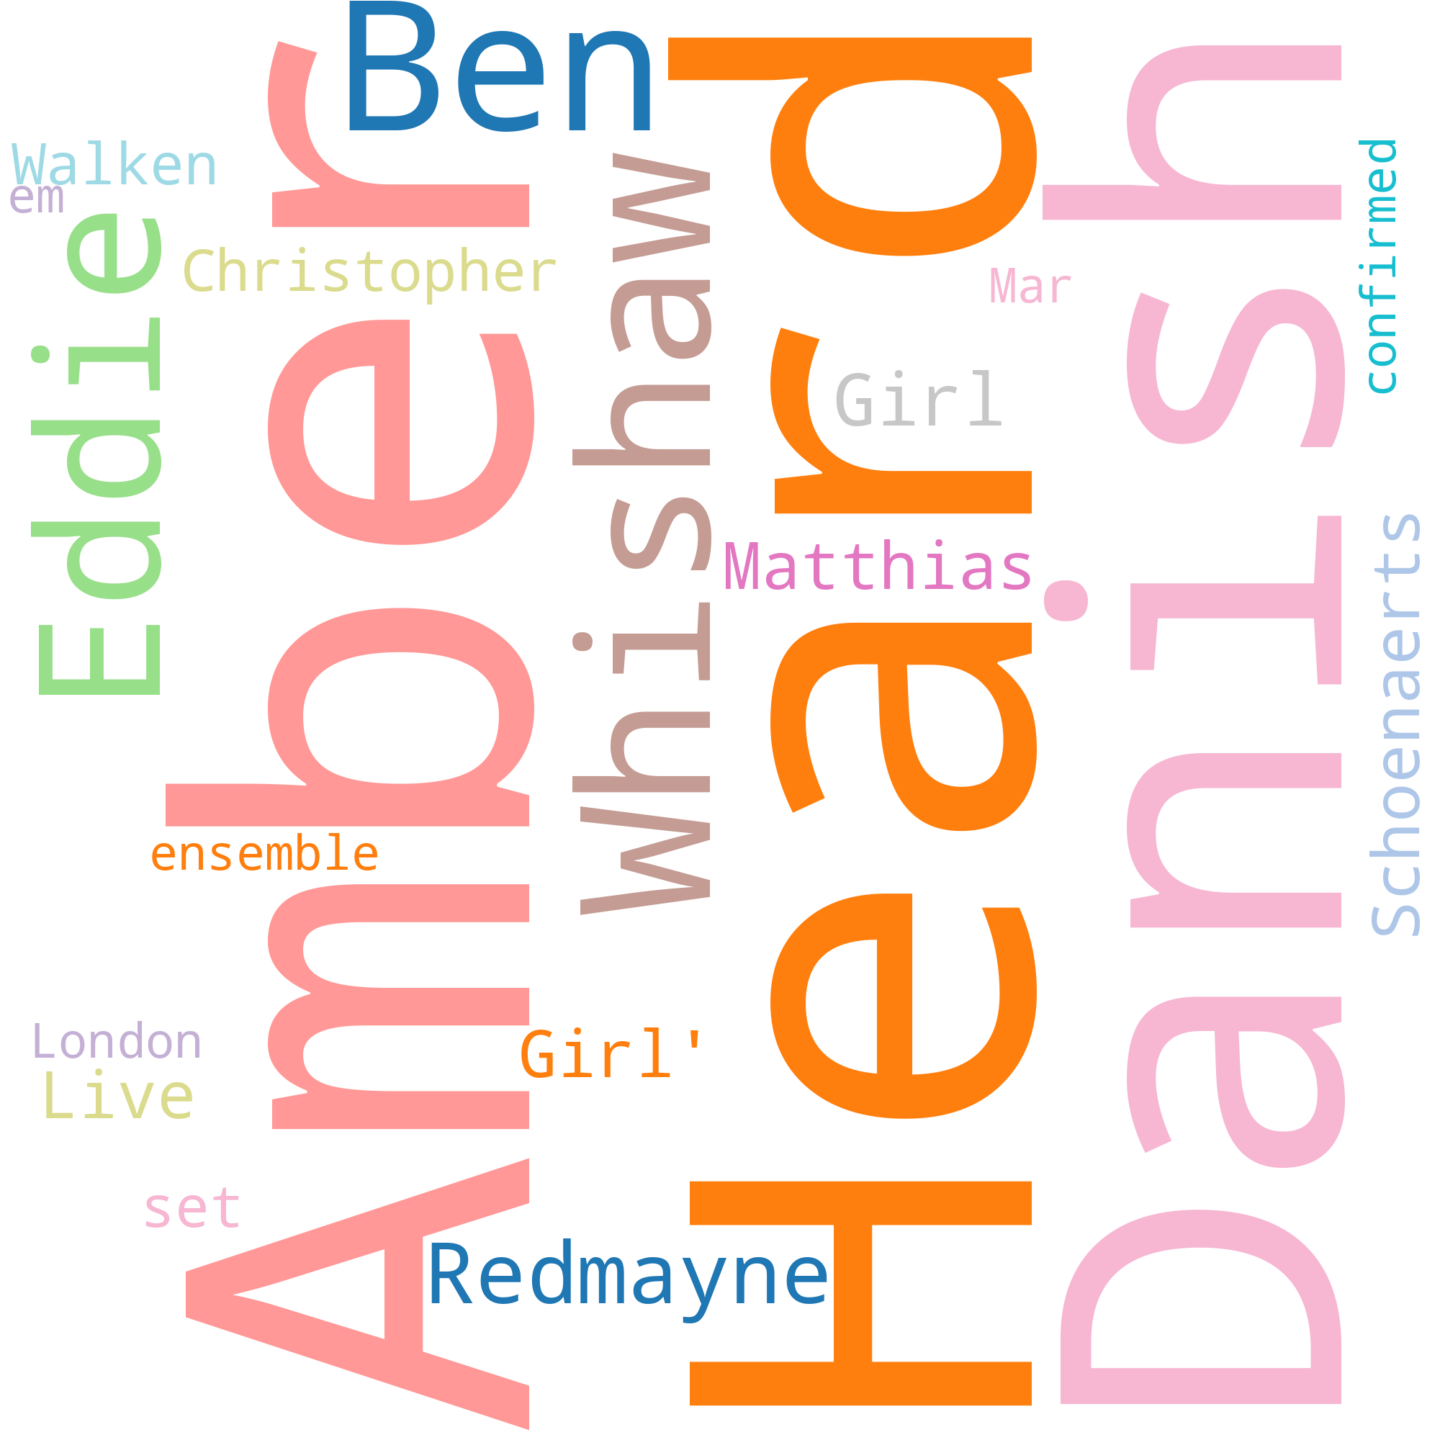 Ben
Walken
em
Eddie
Christopher
Amber
Whishaw
Heard
Mar
Girl
Danish
confirmed
Matthias
Schoenaerts
ensemble
London
Live
Girl'
set
Redmayne